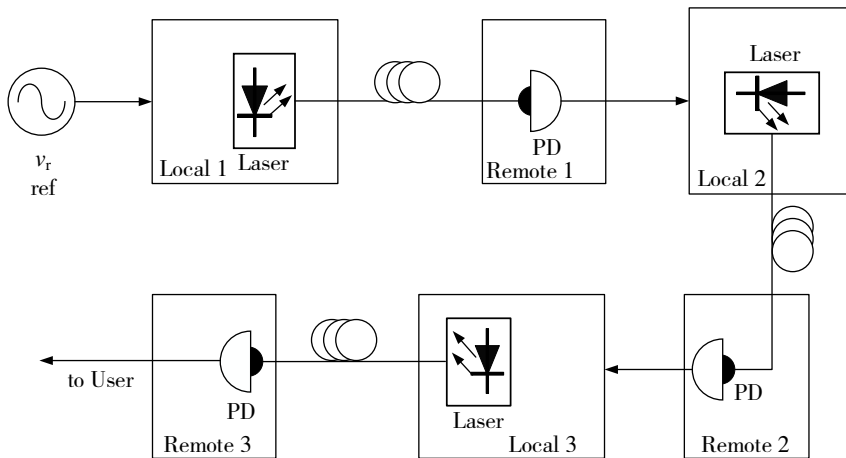 Laser
PD
Laser
Local 1
Remote 1
Local 2
v_r
ref
to User
PD
Laser
PD
Remote 3
Local 3
Remote 2